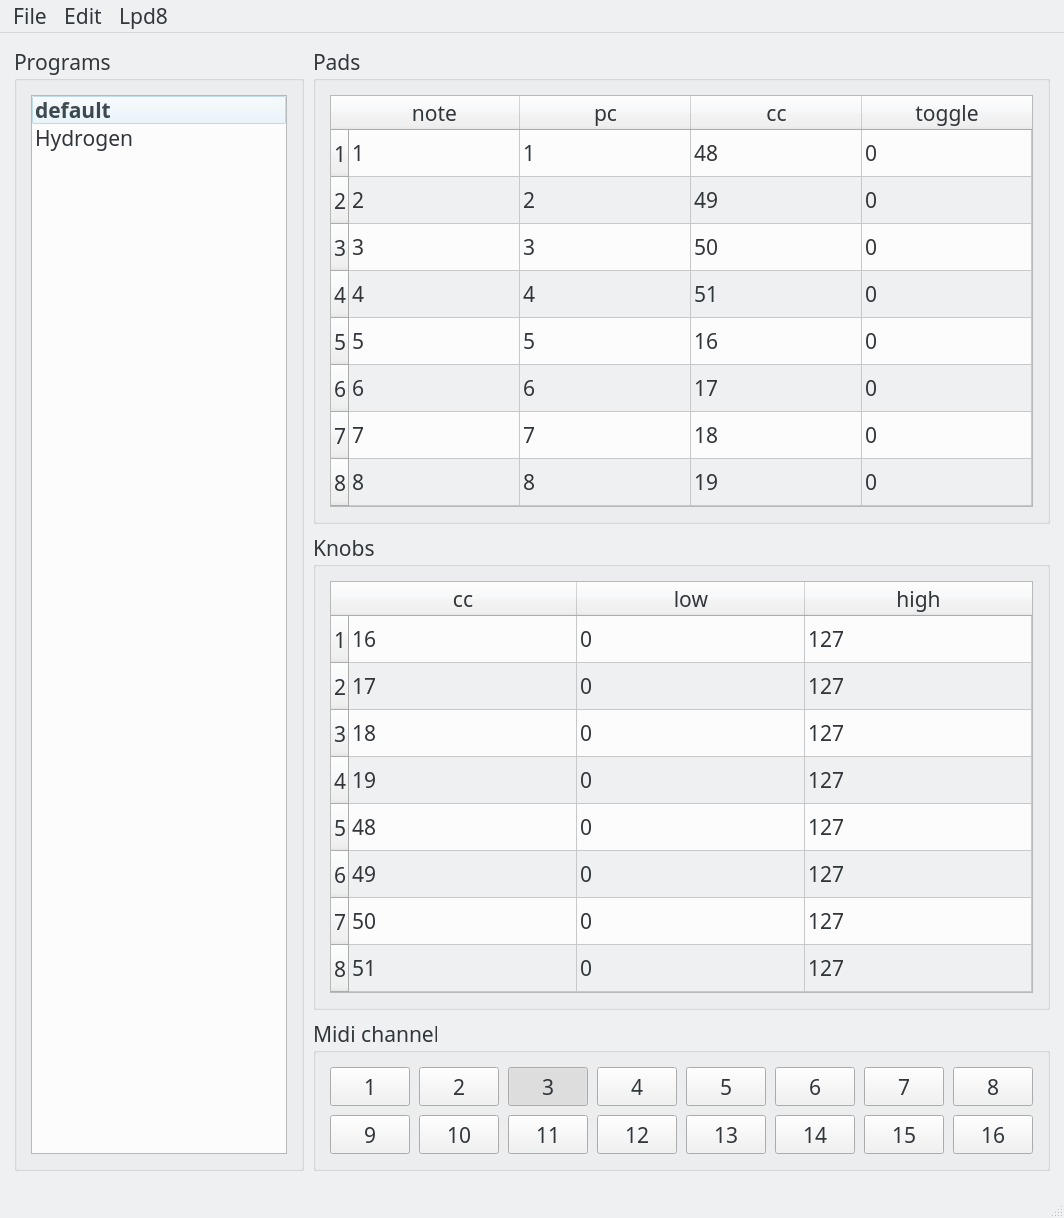 File Edit Lpd8
Programs
default
Hydrogen
Pads
note pc cc toggle
1 1 1 48 0
2 2 2 49 0
3 3 3 50 0
4 4 4 51 0
5 5 5 16 0
6 6 6 17 0
7 7 7 18 0
8 8 8 19 0
Knobs
cc low high
1 16 0 127
2 17 0 127
3 18 0 127
4 19 0 127
5 48 0 127
6 49 0 127
7 50 0 127
8 51 0 127
Midi channel
1 2 3 4 5 6 7 8
9 10 11 12 13 14 15 16